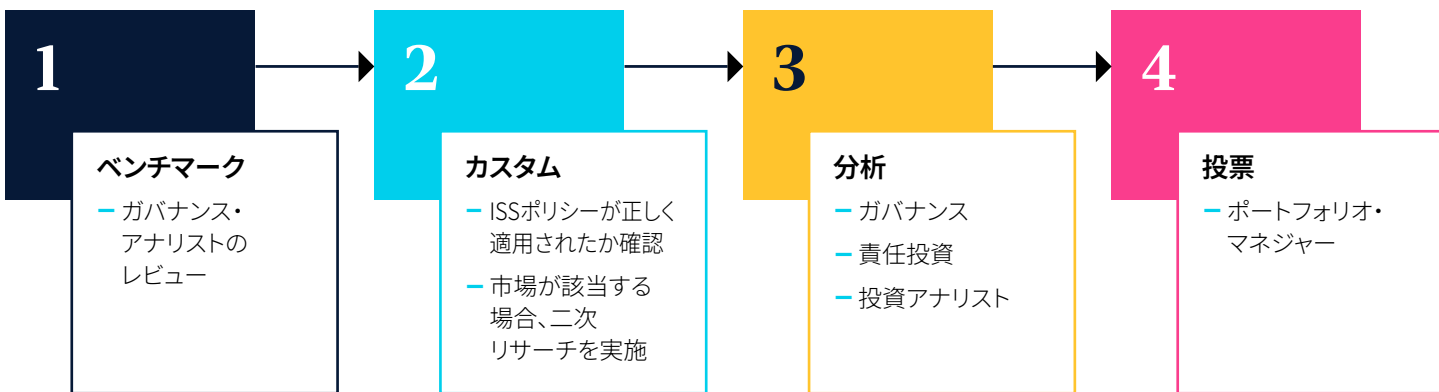 1
ベンチマーク
– ガバナンス・
アナリストの
レビュー
2
カスタム
– ISSポリシーが正しく
適用されたか確認
– 市場が該当する
場合、二次
リサーチを実施
3
分析
– ガバナンス
– 責任投資
– 投資アナリスト
4
投票
– ポートフォリオ・
マネジャー